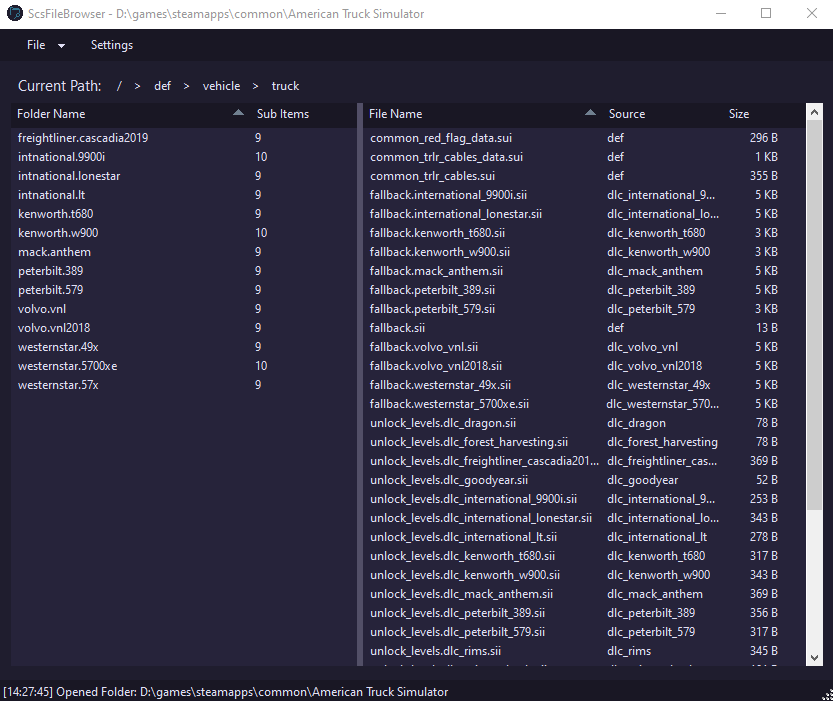 ScsFileBrowser - D:\games\steamapps\common\American Truck Simulator
File Settings
Current Path: / > def > vehicle > truck
Folder Name Sub Items File Name Source Size
freightliner.cascadia2019 9 common_red_flag_data.sui def 296 B
intnational.9900i 10 common_trlr_cables_data.sui def 1 KB
intnational.lonestar 9 common_trlr_cables.sui def 355 B
intnational.lt 9 fallback.international_9900i.sii dlc_international_9... 5 KB
kenworth.t680 9 fallback.international_lonestar.sii dlc_international_lo... 5 KB
kenworth.w900 10 fallback.kenworth_t680.sii dlc_kenworth_t680 3 KB
mack.anthem 9 fallback.kenworth_w900.sii dlc_kenworth_w900 3 KB
peterbilt.389 9 fallback.mack_anthem.sii dlc_mack_anthem 5 KB
peterbilt.579 9 fallback.peterbilt_389.sii dlc_peterbilt_389 5 KB
volvo.vnl 9 fallback.peterbilt_579.sii dlc_peterbilt_579 3 KB
volvo.vnl2018 9 fallback.sii def 13 B
westernstar.49x 9 fallback.volvo_vnl.sii dlc_volvo_vnl 5 KB
westernstar.5700xe 10 fallback.volvo_vnl2018.sii dlc_volvo_vnl2018 5 KB
westernstar.57x 9 fallback.westernstar_49x.sii dlc_westernstar_49x 5 KB
fallback.westernstar_5700xe.sii dlc_westernstar_570... 5 KB
unlock_levels.dlc_dragon.sii dlc_dragon 78 B
unlock_levels.dlc_forest_harvesting.sii dlc_forest_harvesting 78 B
unlock_levels.dlc_freightliner_cascadia201... dlc_freightliner_cas... 369 B
unlock_levels.dlc_goodyear.sii dlc_goodyear 52 B
unlock_levels.dlc_international_9900i.sii dlc_international_9... 253 B
unlock_levels.dlc_international_lonestar.sii dlc_international_lo... 343 B
unlock_levels.dlc_international_lt.sii dlc_international_lt 278 B
unlock_levels.dlc_kenworth_t680.sii dlc_kenworth_t680 317 B
unlock_levels.dlc_kenworth_w900.sii dlc_kenworth_w900 343 B
unlock_levels.dlc_mack_anthem.sii dlc_mack_anthem 369 B
unlock_levels.dlc_peterbilt_389.sii dlc_peterbilt_389 356 B
unlock_levels.dlc_peterbilt_579.sii dlc_peterbilt_579 317 B
unlock_levels.dlc_rims.sii dlc_rims 345 B
[14:27:45] Opened Folder: D:\games\steamapps\common\American Truck Simulator